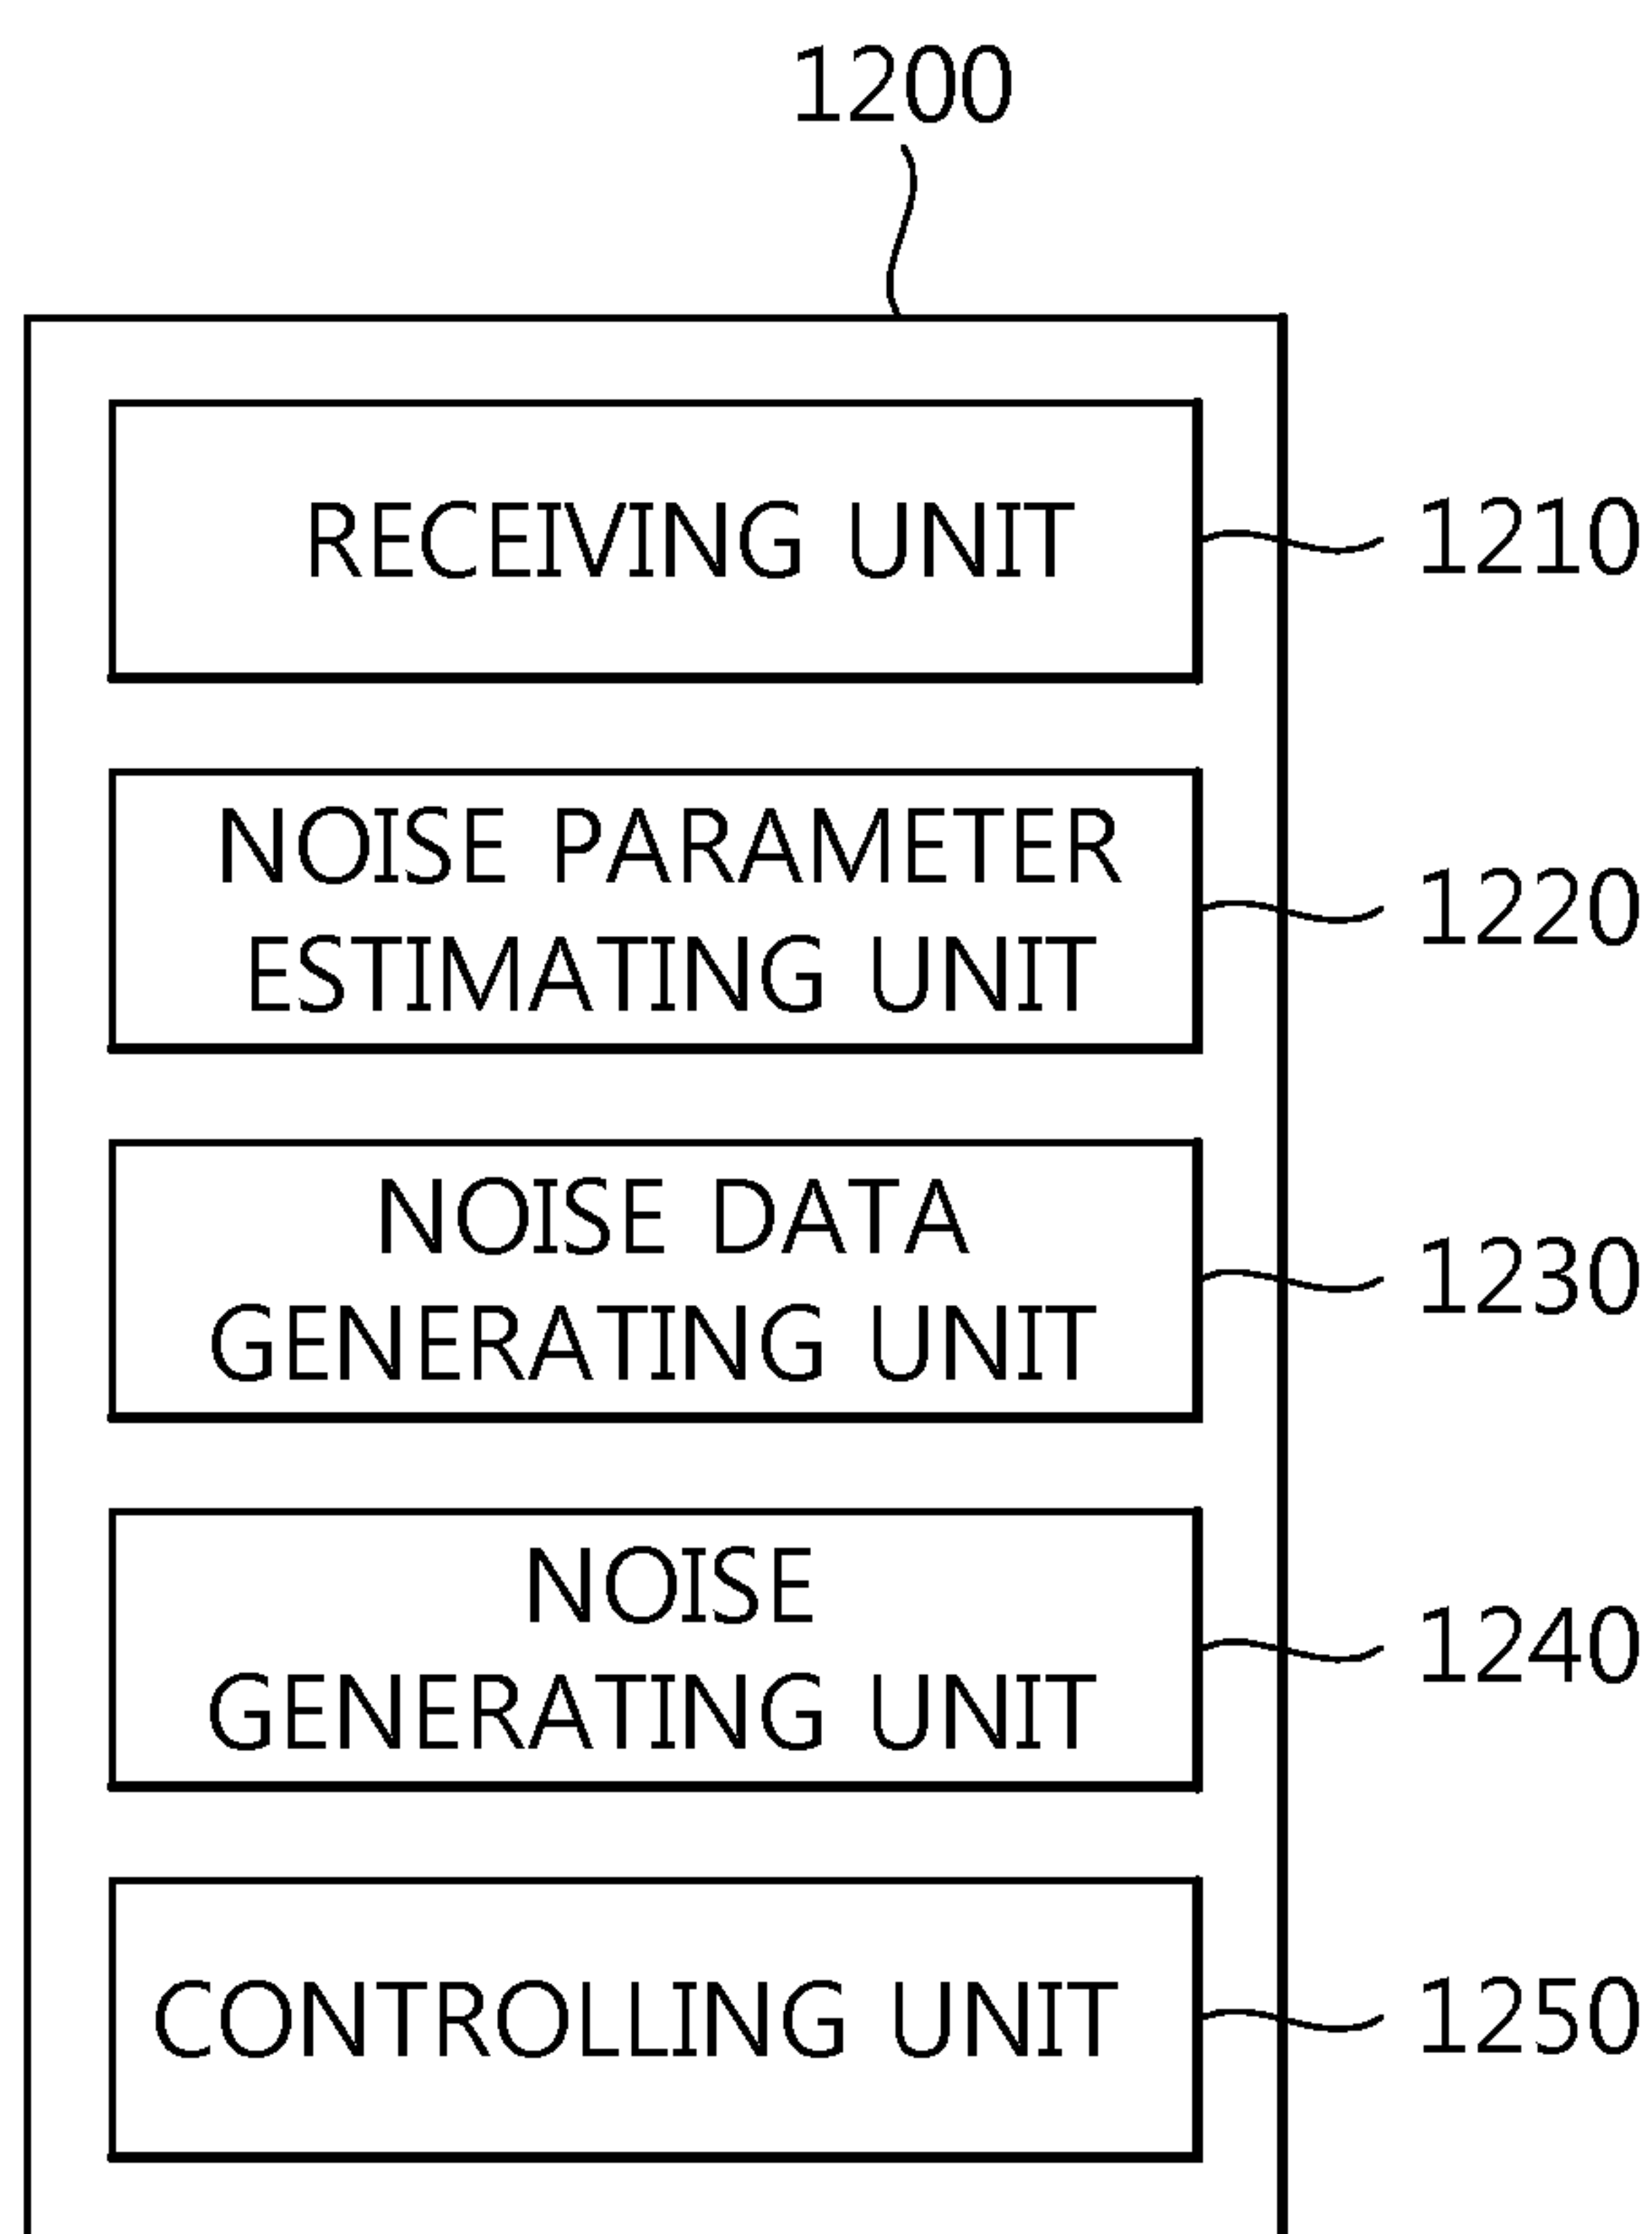 1200
RECEIVING UNIT
1210
NOISE PARAMETER
ESTIMATING UNIT
1220
NOISE DATA
GENERATING UNIT
1230
NOISE
GENERATING UNIT
1240
CONTROLLING UNIT
1250